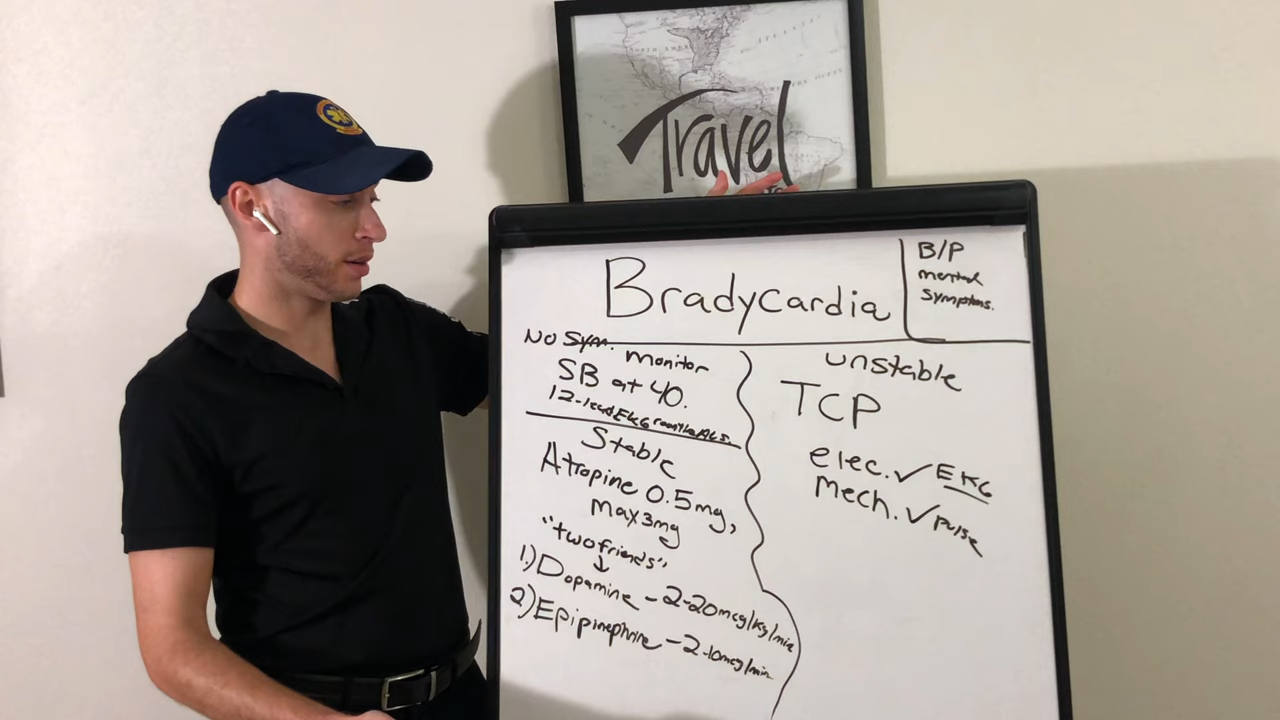 Travel
Bradycardia
B/P
mental
Symptoms.
No Sym. monitor
SB at 40.
12-lead EKG
Stable
Atropine 0.5mg,
max 3mg
"two friends"
1) Dopamine - 2-20mcg/kg/min
2) Epipinephrine - 2-10mcg/min
unstable
TCP
elec. ✓ EKG
Mech. ✓ pulse